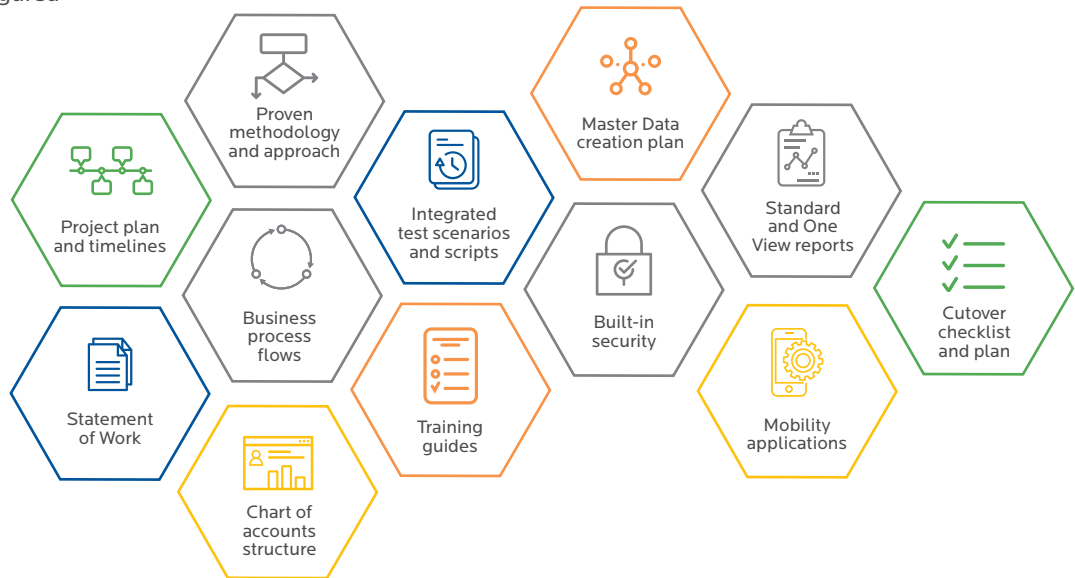 Proven
methodology
and approach
Master Data
creation plan
Project plan
and timelines
Integrated
test scenarios
and scripts
Standard
and One
View reports
Business
process
flows
Built-in
security
Cutover
checklist
and plan
Statement
of Work
Training
guides
Mobility
applications
Chart of
accounts
structure